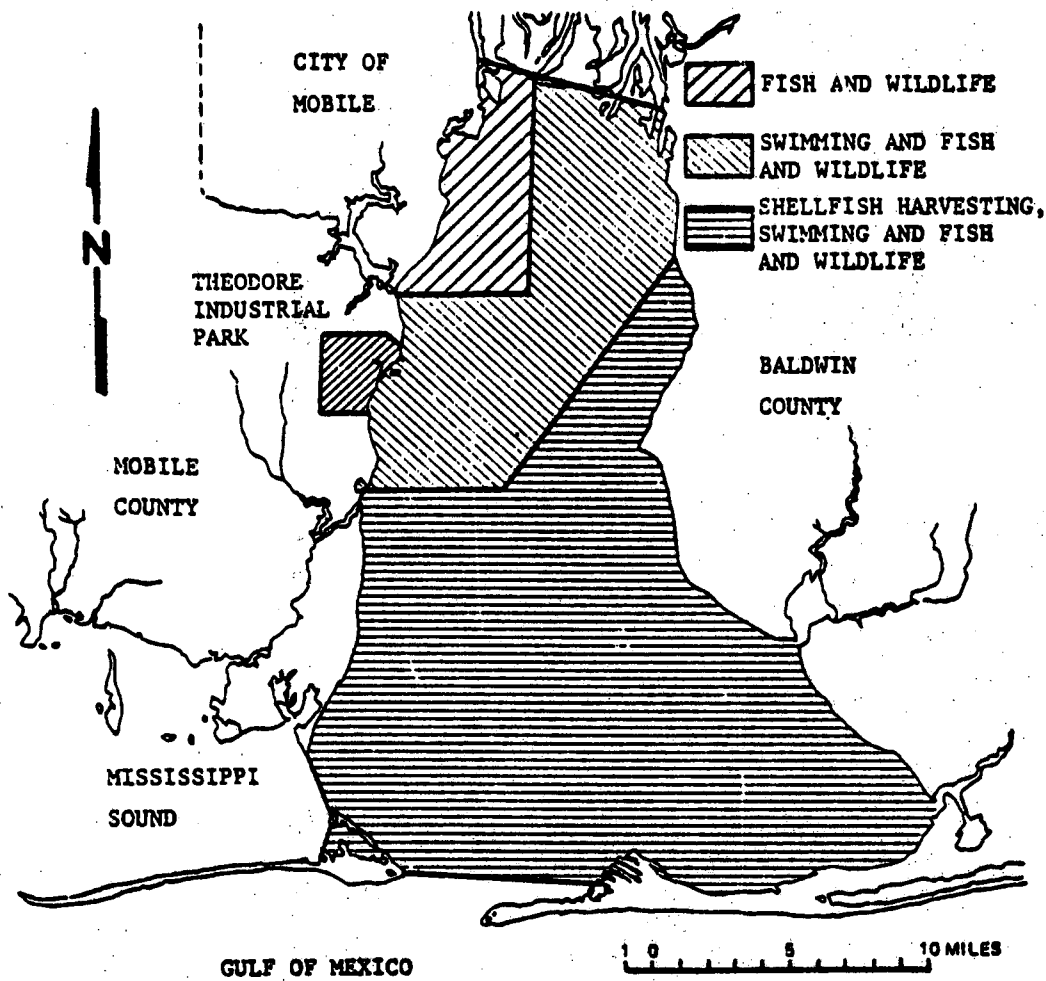 CITY OF
MOBILE
FISH AND WILDLIFE
SWIMMING AND FISH
AND WILDLIFE
SHELLFISH HARVESTING,
SWIMMING AND FISH
AND WILDLIFE
N
THEODORE
INDUSTRIAL
PARK
BALDWIN
COUNTY
MOBILE
COUNTY
MISSISSIPPI
SOUND
GULF OF MEXICO
1 0 5 10 MILES